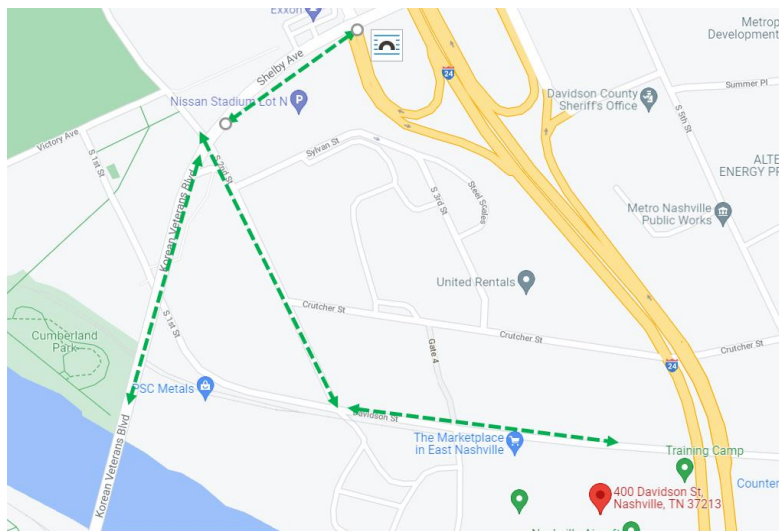 Exxon
Metrop
Developmen
24
Shelby Ave
Davidson County
Sheriff's Office
Summer Pl
Nissan Stadium Lot N
P
S 5th St
Victory Ave
S 1st St
S 2nd St
Sylvan St
ALTE
ENERGY PR
Korean Veterans Blvd
S 3rd St
Steel Scales
Metro Nashville
Public Works
United Rentals
Crutcher St
S 1st St
Crutcher St
Crutcher St
Cumberland
Park
Gate 4
24
PSC Metals
Davidson St
Korean Veterans Blvd
The Marketplace
in East Nashville
Training Camp
Counter
400 Davidson St,
Nashville, TN 37213